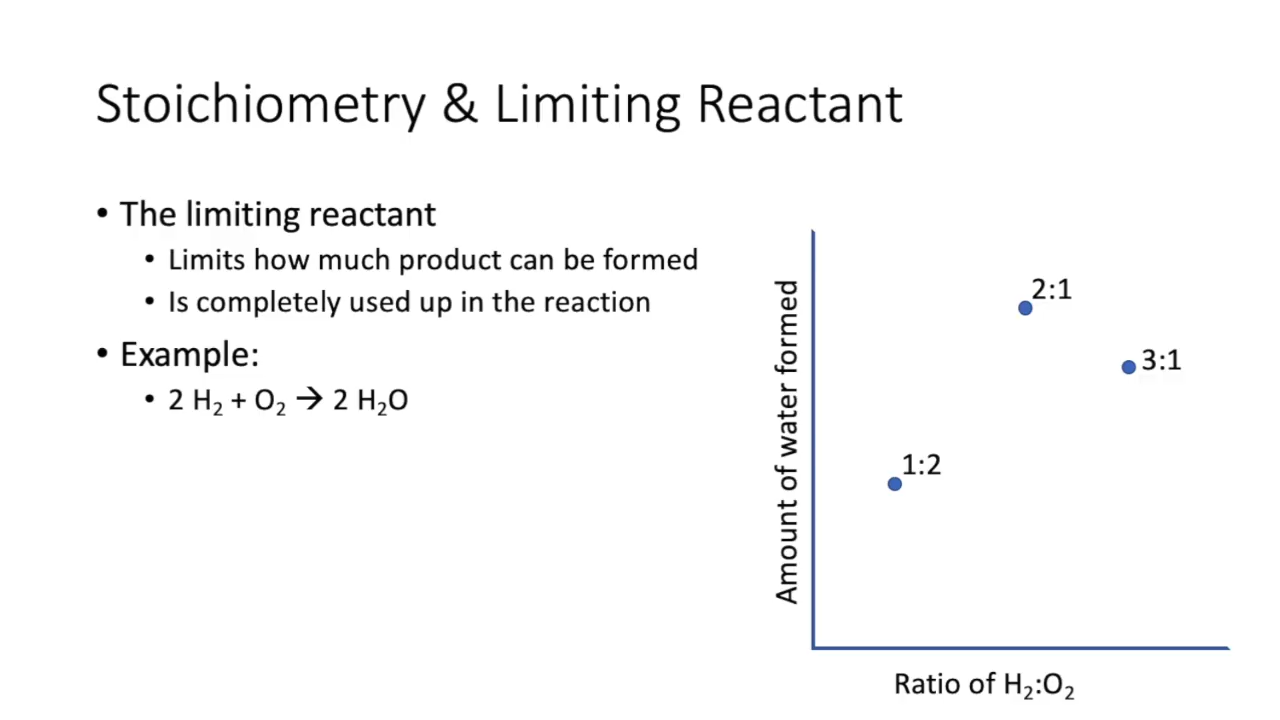 Stoichiometry & Limiting Reactant
• The limiting reactant
• Limits how much product can be formed
• Is completely used up in the reaction
• Example:
• 2 H₂ + O₂ → 2 H₂O
Amount of water formed
2:1
3:1
1:2
Ratio of H₂:O₂